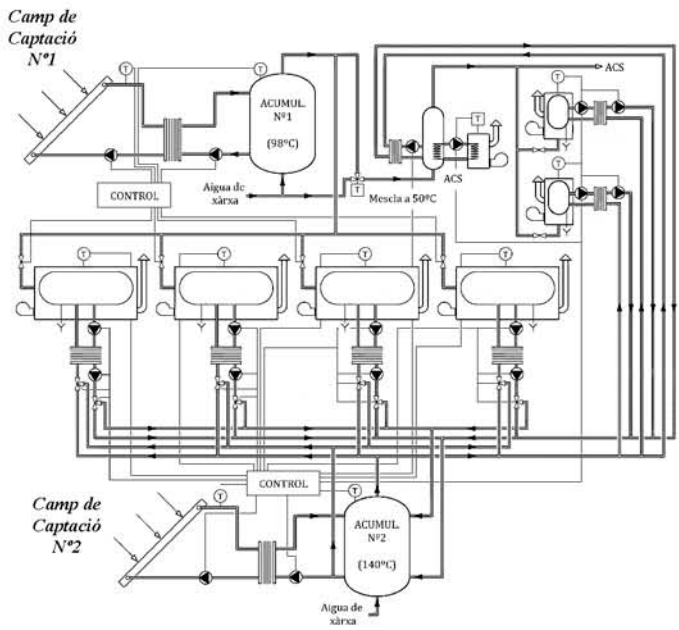 Camp de
Captació
Nº1
T
T
ACUMUL.
Nº1
(98ºC)
CONTROL
Aigua de
xàrxa
T
Mescla a 50ºC
T
ACS
ACS
T
T
T
T
T
T
CONTROL
Camp de
Captació
Nº2
T
T
ACUMUL.
Nº2
(140ºC)
Aigua de
xàrxa